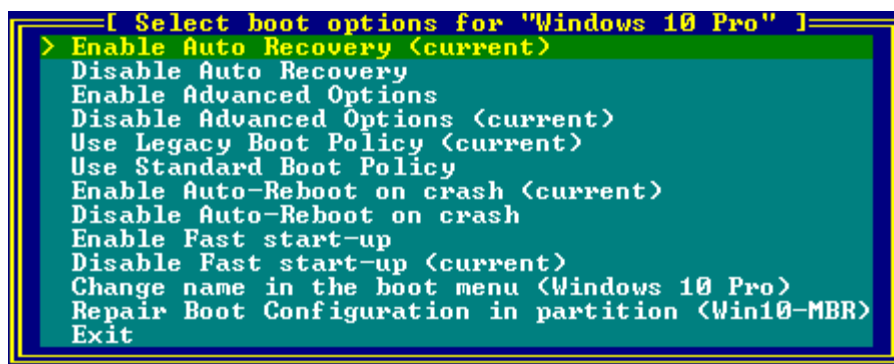 [ Select boot options for "Windows 10 Pro" ]
> Enable Auto Recovery (current)
Disable Auto Recovery
Enable Advanced Options
Disable Advanced Options (current)
Use Legacy Boot Policy (current)
Use Standard Boot Policy
Enable Auto-Reboot on crash (current)
Disable Auto-Reboot on crash
Enable Fast start-up
Disable Fast start-up (current)
Change name in the boot menu (Windows 10 Pro)
Repair Boot Configuration in partition (Win10-MBR)
Exit